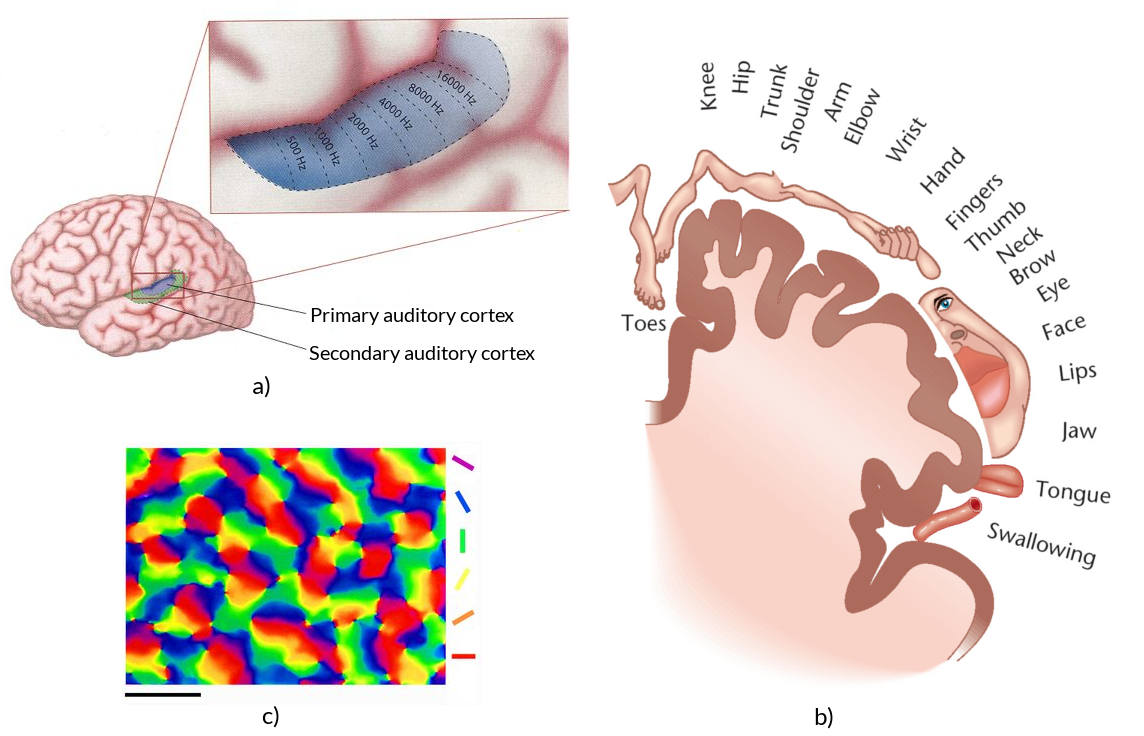 500 Hz
1000 Hz
2000 Hz
4000 Hz
8000 Hz
16000 Hz
Primary auditory cortex
Secondary auditory cortex
a)
Toes
Knee
Hip
Trunk
Shoulder
Arm
Elbow
Wrist
Hand
Fingers
Thumb
Neck
Brow
Eye
Face
Lips
Jaw
Tongue
Swallowing
c)
b)